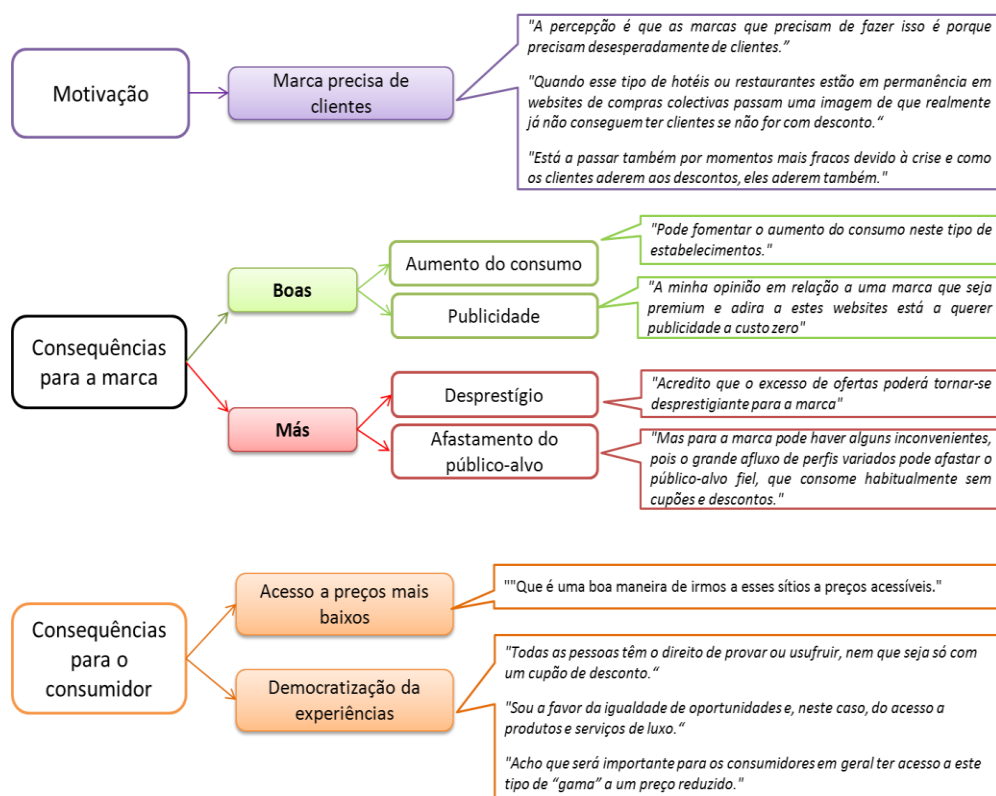 Motivação
Marca precisa de
clientes
"A percepção é que as marcas que precisam de fazer isso é porque
precisam desesperadamente de clientes.”
"Quando esse tipo de hotéis ou restaurantes estão em permanência em
websites de compras colectivas passam uma imagem de que realmente
já não conseguem ter clientes se não for com desconto.“
"Está a passar também por momentos mais fracos devido à crise e como
os clientes aderem aos descontos, eles aderem também."
Consequências
para a marca
Boas
Aumento do consumo
"Pode fomentar o aumento do consumo neste tipo de
estabelecimentos."
Publicidade
"A minha opinião em relação a uma marca que seja
premium e adira a estes websites está a querer
publicidade a custo zero"
Más
Desprestígio
"Acredito que o excesso de ofertas poderá tornar-se
desprestigiante para a marca"
Afastamento do
público-alvo
"Mas para a marca pode haver alguns inconvenientes,
pois o grande afluxo de perfis variados pode afastar o
público-alvo fiel, que consome habitualmente sem
cupões e descontos."
Consequências
para o
consumidor
Acesso a preços mais
baixos
""Que é uma boa maneira de irmos a esses sítios a preços acessíveis."
Democratização da
experiências
"Todas as pessoas têm o direito de provar ou usufruir, nem que seja só com
um cupão de desconto.“
"Sou a favor da igualdade de oportunidades e, neste caso, do acesso a
produtos e serviços de luxo.“
"Acho que será importante para os consumidores em geral ter acesso a este
tipo de “gama” a um preço reduzido."